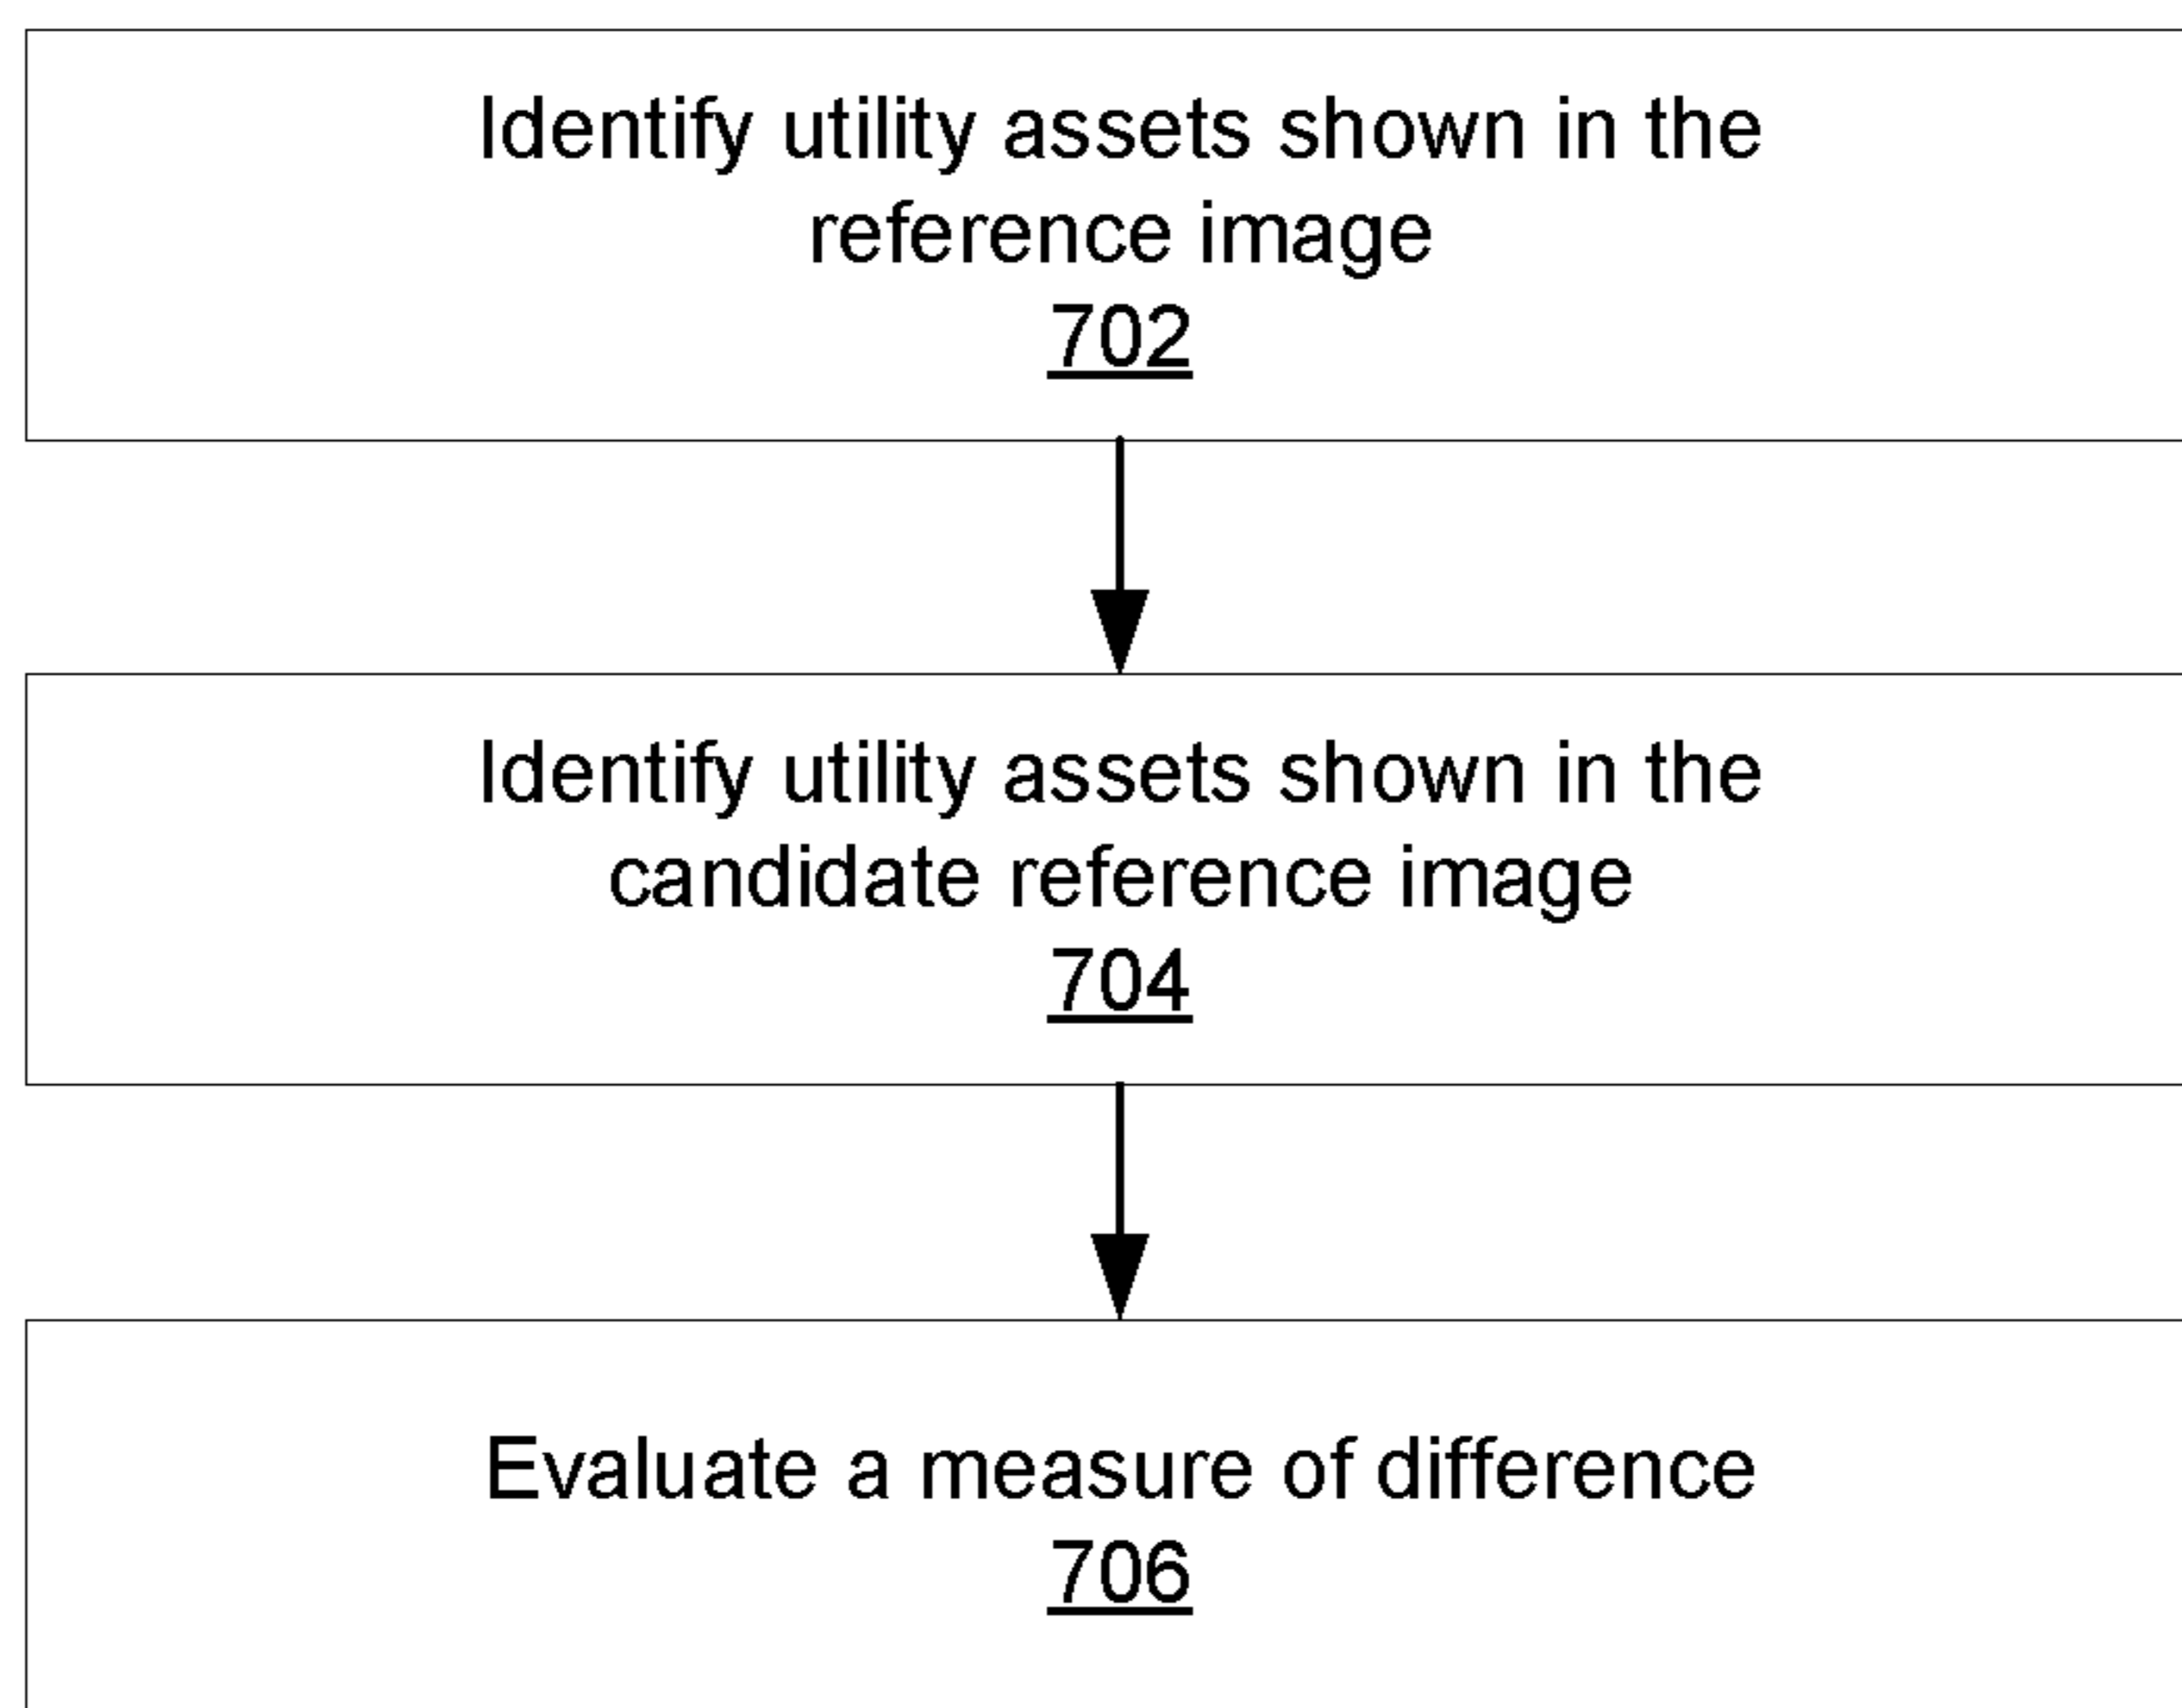 Identify utility assets shown in the
reference image
702
Identify utility assets shown in the
candidate reference image
704
Evaluate a measure of difference
706